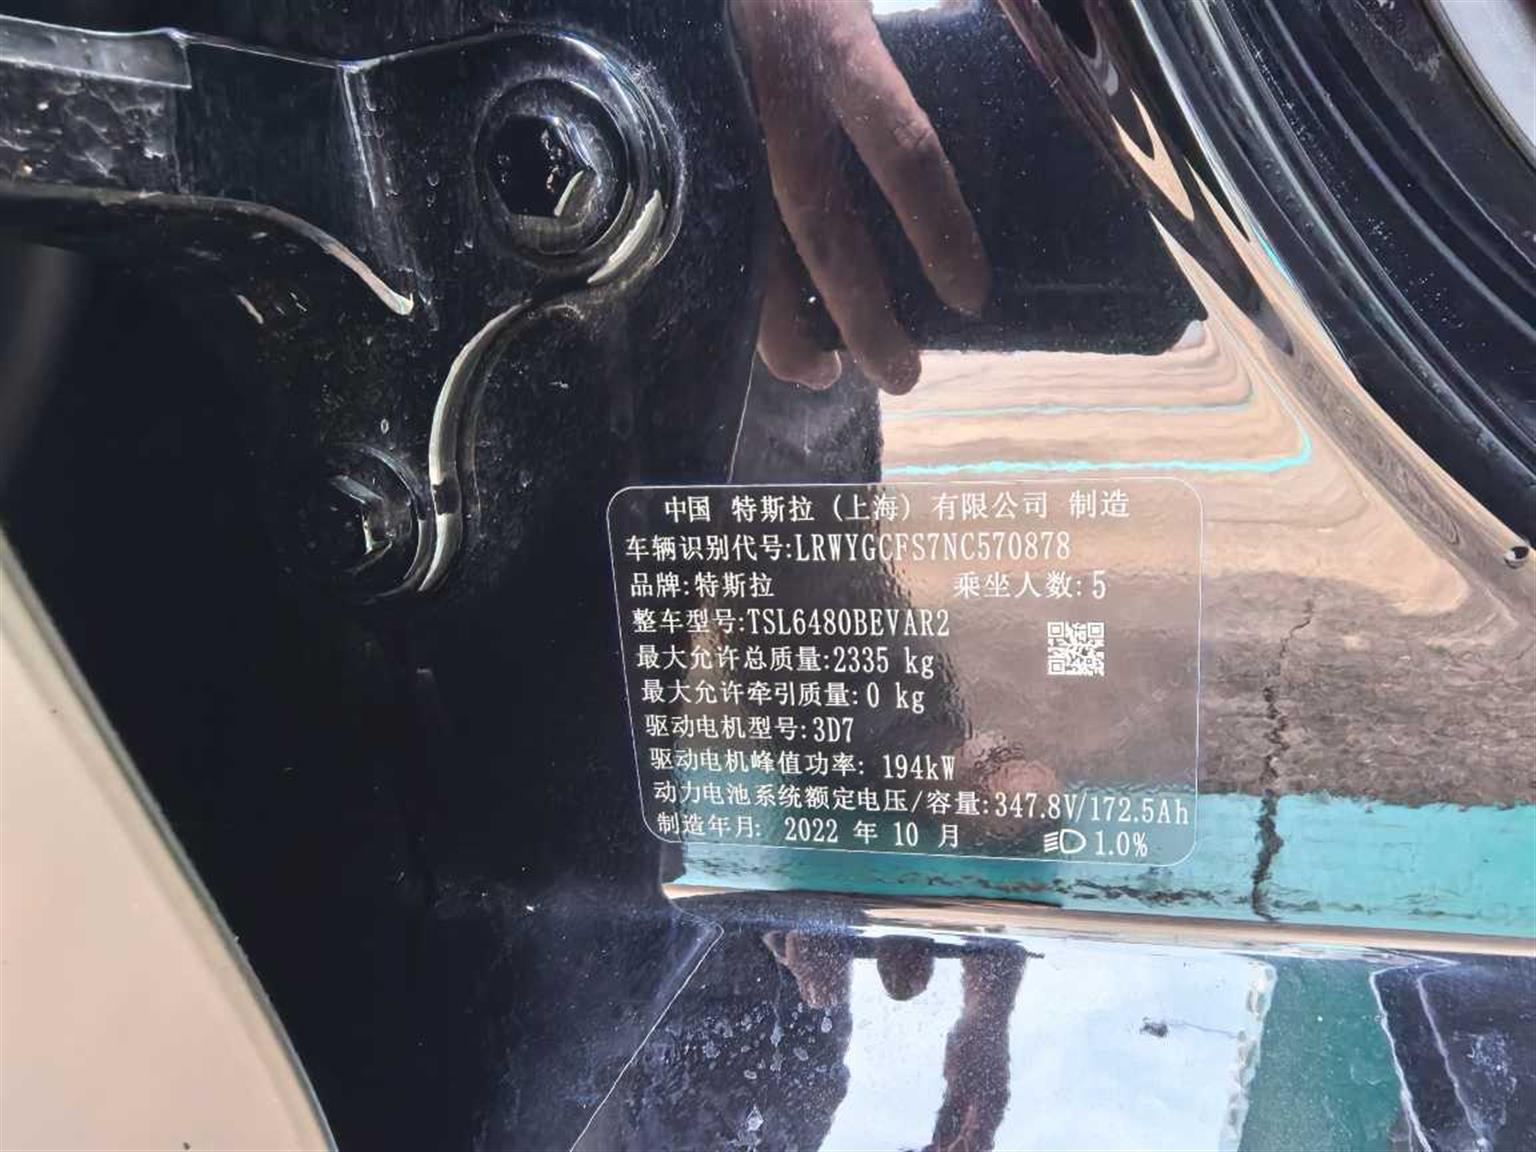 中国 特斯拉 (上海) 有限公司 制造
车辆识别代号:LRWYGCFS7NC570878
品牌:特斯拉 乘坐人数: 5
整车型号:TSL6480BEVAR2
最大允许总质量:2335 kg
最大允许牵引质量:0 kg
驱动电机型号:3D7
驱动电机峰值功率: 194kW
动力电池系统额定电压/容量:347.8V/172.5Ah
制造年月: 2022 年 10 月 1.0%